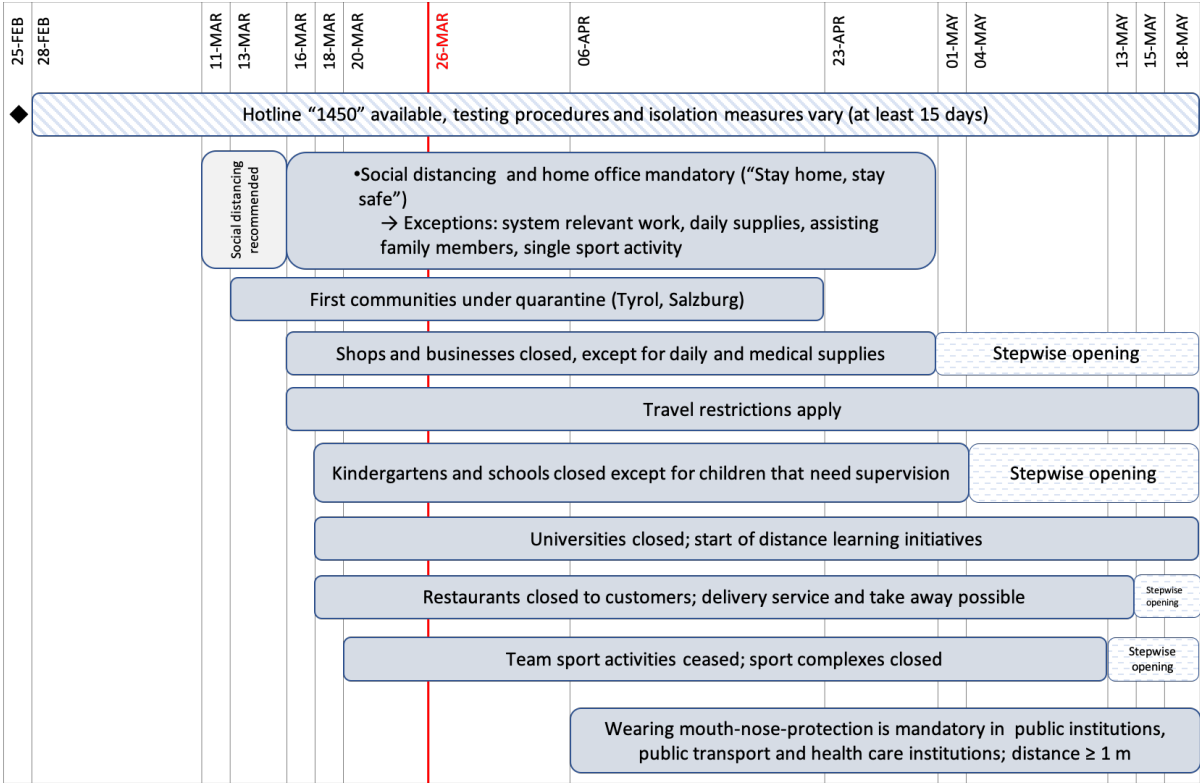 25-FEB
28-FEB
11-MAR
13-MAR
16-MAR
18-MAR
20-MAR
26-MAR
06-APR
23-APR
01-MAY
04-MAY
13-MAY
15-MAY
18-MAY
Hotline “1450” available, testing procedures and isolation measures vary (at least 15 days)
Social distancing
recommended
•Social distancing and home office mandatory (“Stay home, stay
safe”)
→ Exceptions: system relevant work, daily supplies, assisting
family members, single sport activity
First communities under quarantine (Tyrol, Salzburg)
Shops and businesses closed, except for daily and medical supplies
Stepwise opening
Travel restrictions apply
Kindergartens and schools closed except for children that need supervision
Stepwise opening
Universities closed; start of distance learning initiatives
Restaurants closed to customers; delivery service and take away possible
Stepwise
opening
Team sport activities ceased; sport complexes closed
Stepwise
opening
Wearing mouth-nose-protection is mandatory in public institutions,
public transport and health care institutions; distance ≥ 1 m